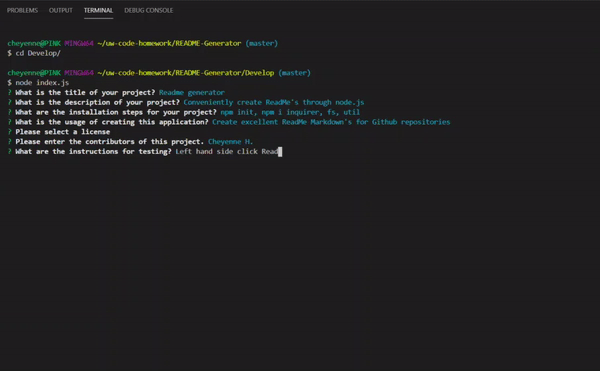 PROBLEMS OUTPUT TERMINAL DEBUG CONSOLE
cheyenne@PINK MINGW64 ~/uw-code-homework/README-Generator (master)
$ cd Develop/
cheyenne@PINK MINGW64 ~/uw-code-homework/README-Generator/Develop (master)
$ node index.js
? What is the title of your project? Readme generator
? What is the description of your project? Conveniently create ReadMe's through node.js
? What are the installation steps for your project? npm init, npm i inquirer, fs, util
? What is the usage of creating this application? Create excellent ReadMe Markdown's for Github repositories
? Please select a license
? Please enter the contributors of this project. Cheyenne H.
? What are the instructions for testing? Left hand side click Read